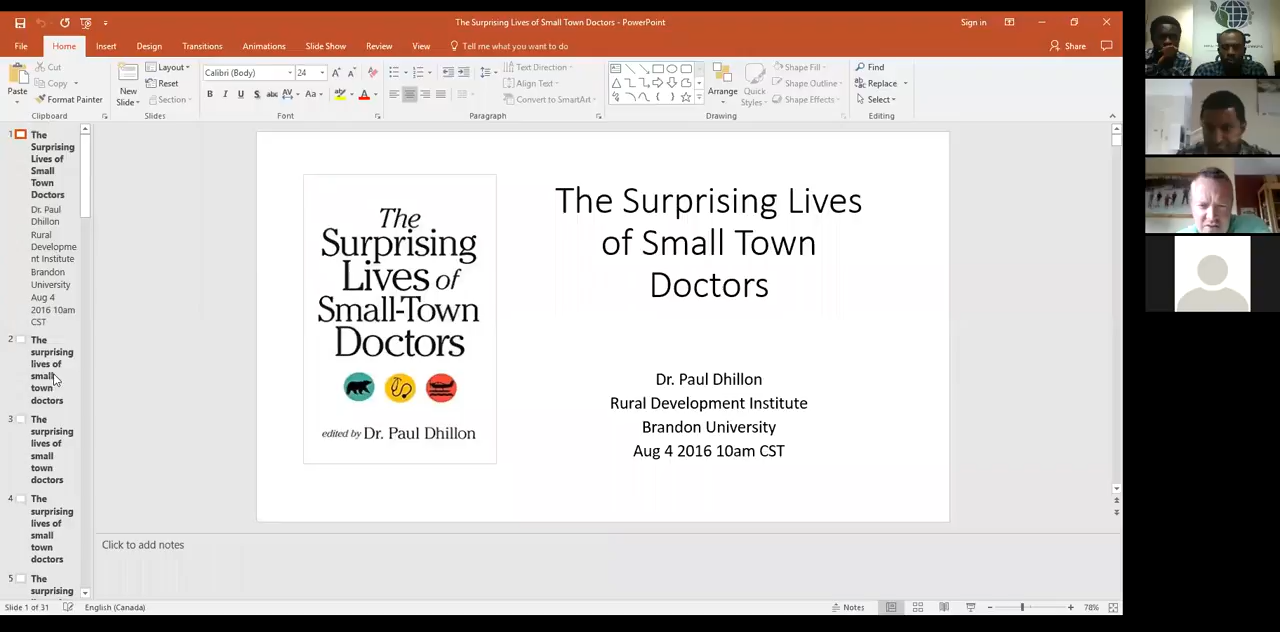 The Surprising Lives of Small Town Doctors - PowerPoint
Sign in
File Home Insert Design Transitions Animations Slide Show Review View Tell me what you want to do
Share
Paste
Cut
Copy
Format Painter
Clipboard
New
Slide
Layout
Reset
Section
Slides
Calibri (Body) 24
B I U S abc AV Aa A
Font
Text Direction
Align Text
Convert to SmartArt
Paragraph
Arrange
Quick
Styles
Shape Fill
Shape Outline
Shape Effects
Drawing
Find
Replace
Select
Editing
1 The
Surprising
Lives of
Small
Town
Doctors
Dr. Paul
Dhillon
Rural
Developme
nt Institute
Brandon
University
Aug 4
2016 10am
CST
2 The
surprising
lives of
small
town
doctors
3 The
surprising
lives of
small
town
doctors
4 The
surprising
lives of
small
town
doctors
5 The
surprising
The
Surprising
Lives of
Small-Town
Doctors
edited by Dr. Paul Dhillon
The Surprising Lives
of Small Town
Doctors
Dr. Paul Dhillon
Rural Development Institute
Brandon University
Aug 4 2016 10am CST
Click to add notes
Slide 1 of 31
English (Canada)
Notes
78%